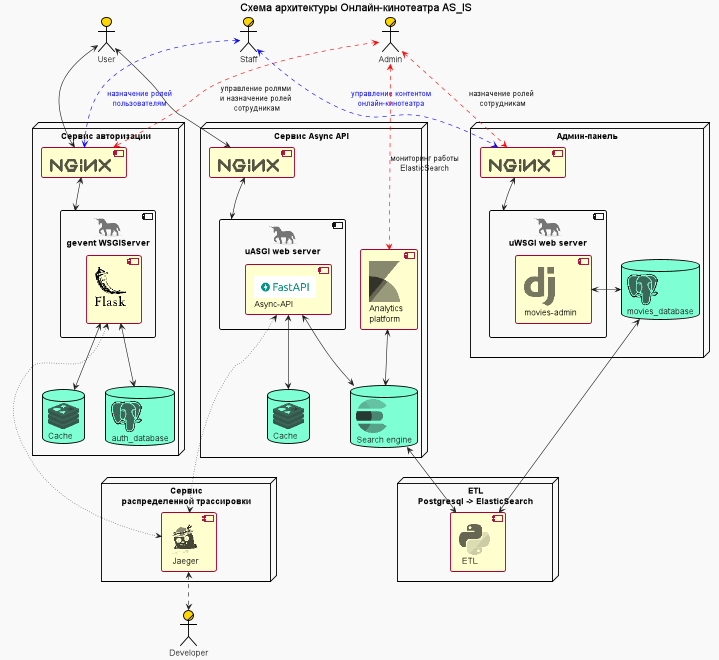 Схема архитектуры Онлайн-кинотеатра AS_IS
User
Staff
Admin
назначение ролей
пользователям
управление ролями
и назначение ролей
сотрудникам
управление контентом
онлайн-кинотеатра
назначение ролей
сотрудникам
Сервис авторизации
Сервис Async API
Админ-панель
NGINX
NGINX
NGINX
мониторинг работы
ElasticSearch
gevent WSGIServer
uASGI web server
uWSGI web server
Flask
FastAPI
Async-API
Analytics
platform
dj
movies-admin
movies_database
Cache
auth_database
Cache
Search engine
Сервис
распределенной трассировки
ETL
Postgresql -> ElasticSearch
Jaeger
ETL
Developer